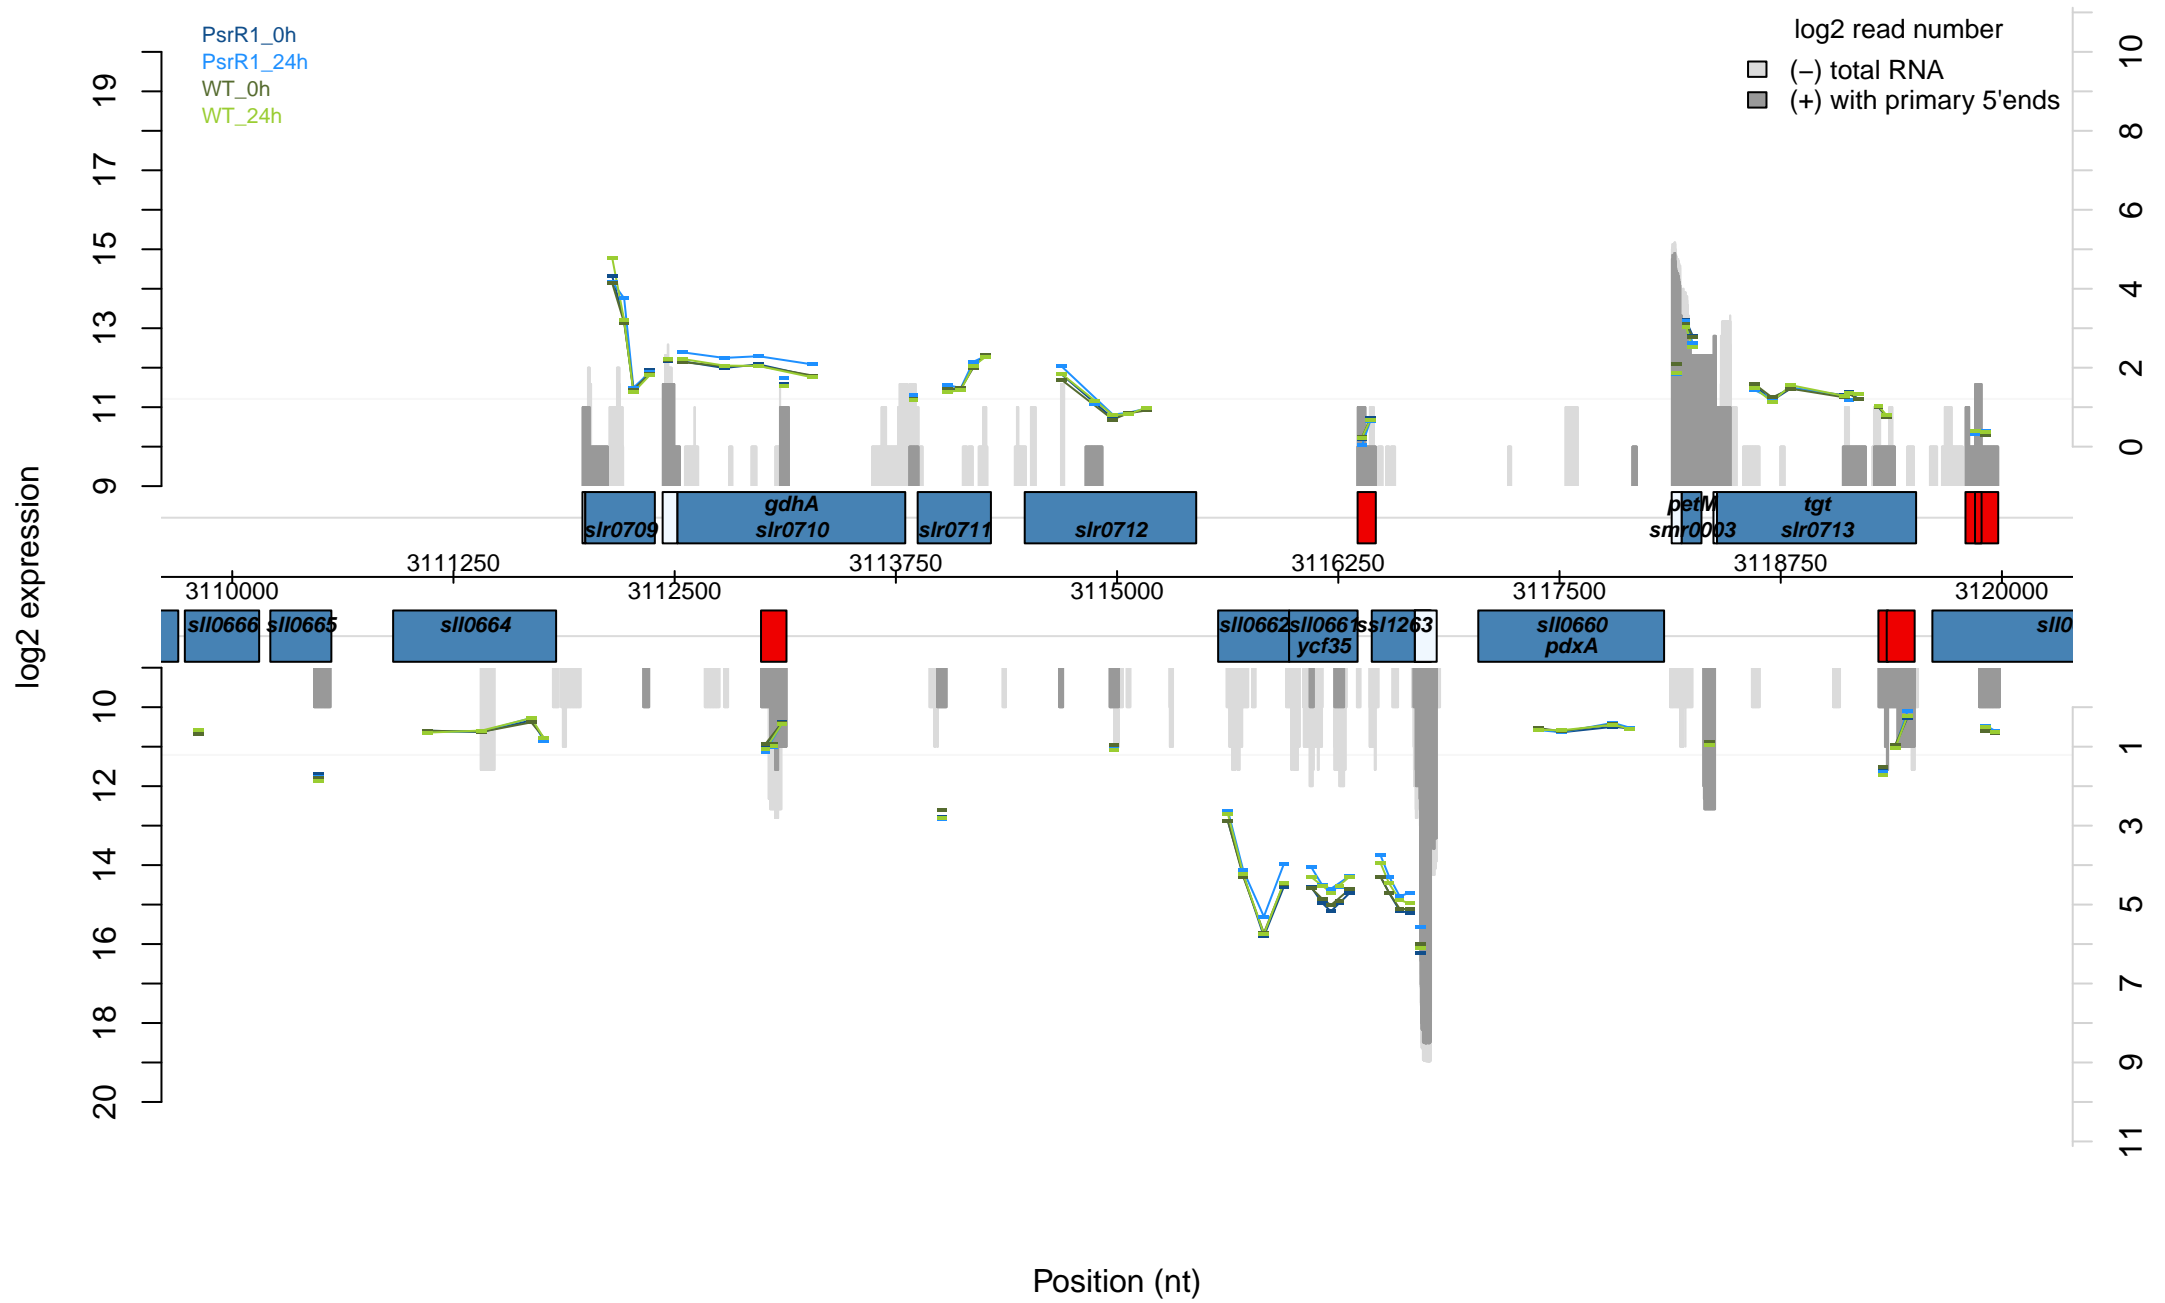 PsrR1_0h
PsrR1_24h
WT_0h
WT_24h
log2 read number
(−) total RNA
(+) with primary 5'ends
19
17
15
13
11
9
10
8
6
4
2
0
log2 expression
gdhA
petM
tgt
slr0709
slr0710
slr0711
slr0712
smr0003
slr0713
3111250
3113750
3116250
3118750
3110000
3112500
3115000
3117500
3120000
sll0666
sll0665
sll0664
sll0662
sll0661
ssl1263
sll0660
sll0
ycf35
pdxA
10
12
14
16
18
20
1
3
5
7
9
11
Position (nt)